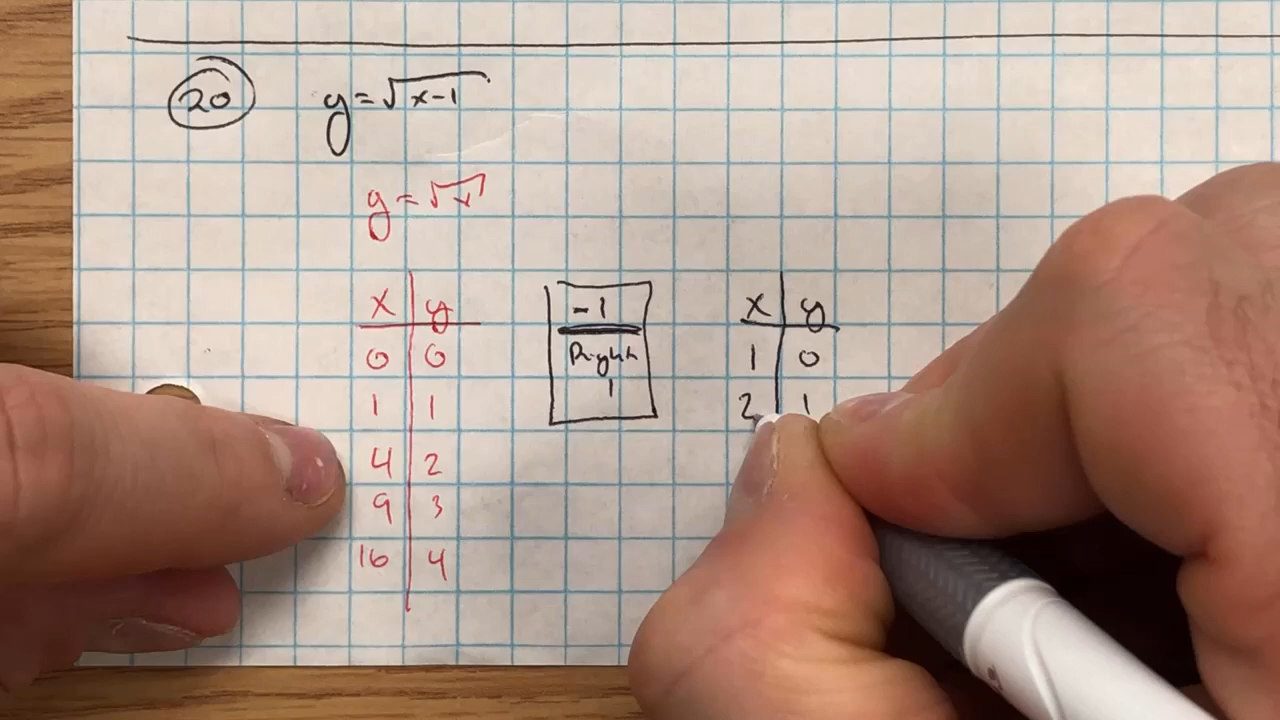 20 y=√x-1
y=√x
x y
0 0
1 1
4 2
9 3
16 4
-1
Right
1
x y
1 0
2 1